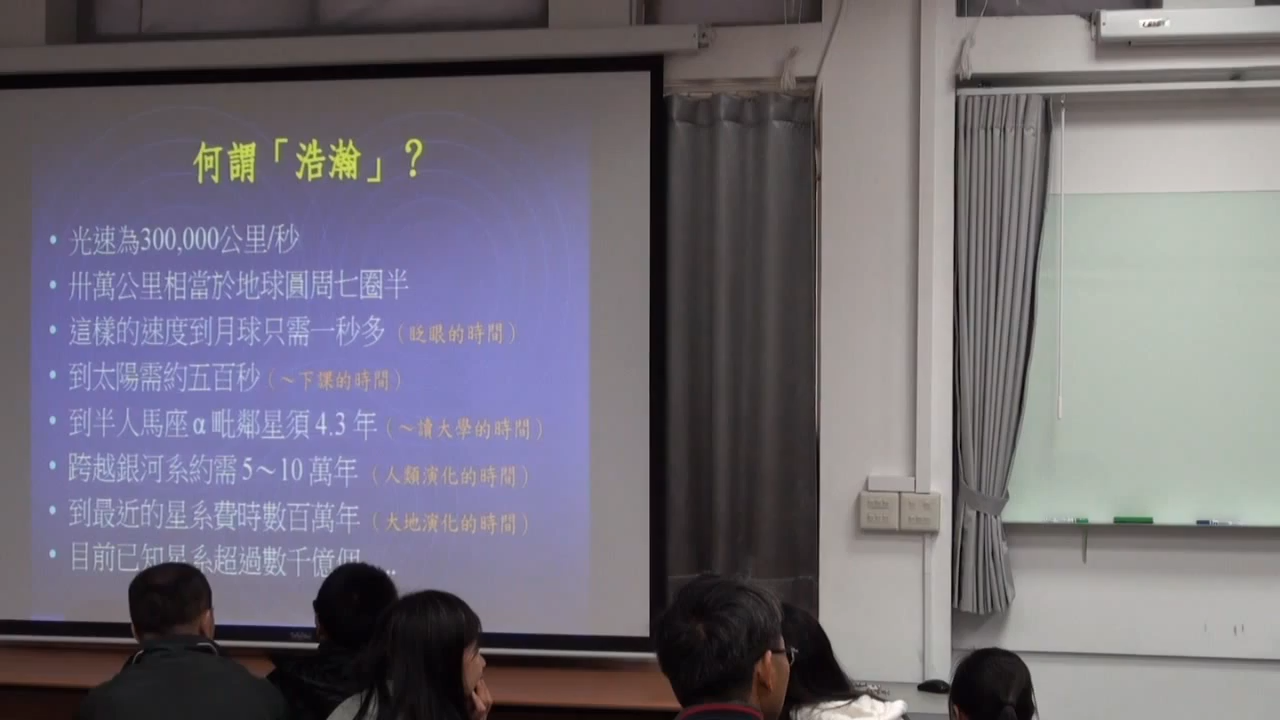 何謂「浩瀚」？
• 光速為300,000公里/秒
• 卅萬公里相當於地球圓周七圈半
• 這樣的速度到月球只需一秒多（眨眼的時間）
• 到太陽需約五百秒（～下課的時間）
• 到半人馬座α毗鄰星須 4.3 年（～讀大學的時間）
• 跨越銀河系約需 5～10 萬年（人類演化的時間）
• 到最近的星系費時數百萬年（大地演化的時間）
• 目前已知星系超過數千億個…..